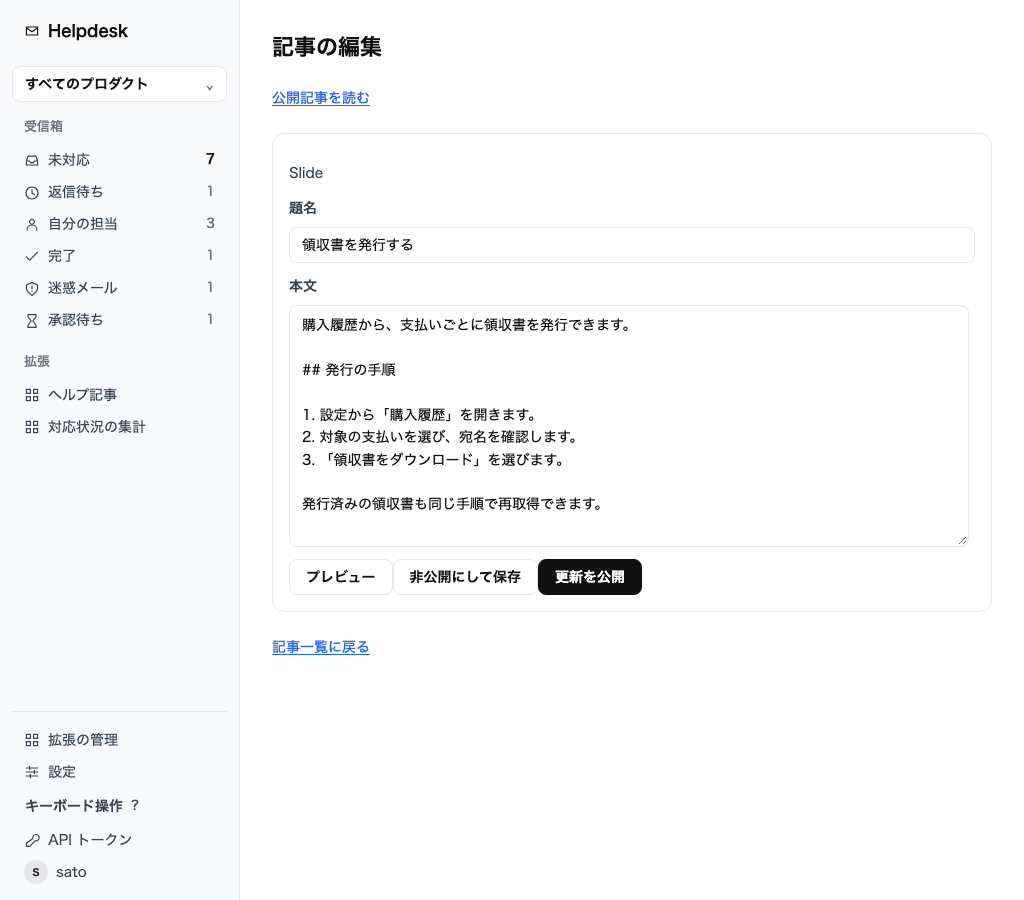 Helpdesk
すべてのプロダクト
受信箱
未対応 7
返信待ち 1
自分の担当 3
完了 1
迷惑メール 1
承認待ち 1
拡張
ヘルプ記事
対応状況の集計
拡張の管理
設定
キーボード操作 ?
API トークン
S sato
記事の編集
公開記事を読む
Slide
題名
領収書を発行する
本文
購入履歴から、支払いごとに領収書を発行できます。
## 発行の手順
1. 設定から「購入履歴」を開きます。
2. 対象の支払いを選び、宛名を確認します。
3. 「領収書をダウンロード」を選びます。
発行済みの領収書も同じ手順で再取得できます。
プレビュー 非公開にして保存 更新を公開
記事一覧に戻る